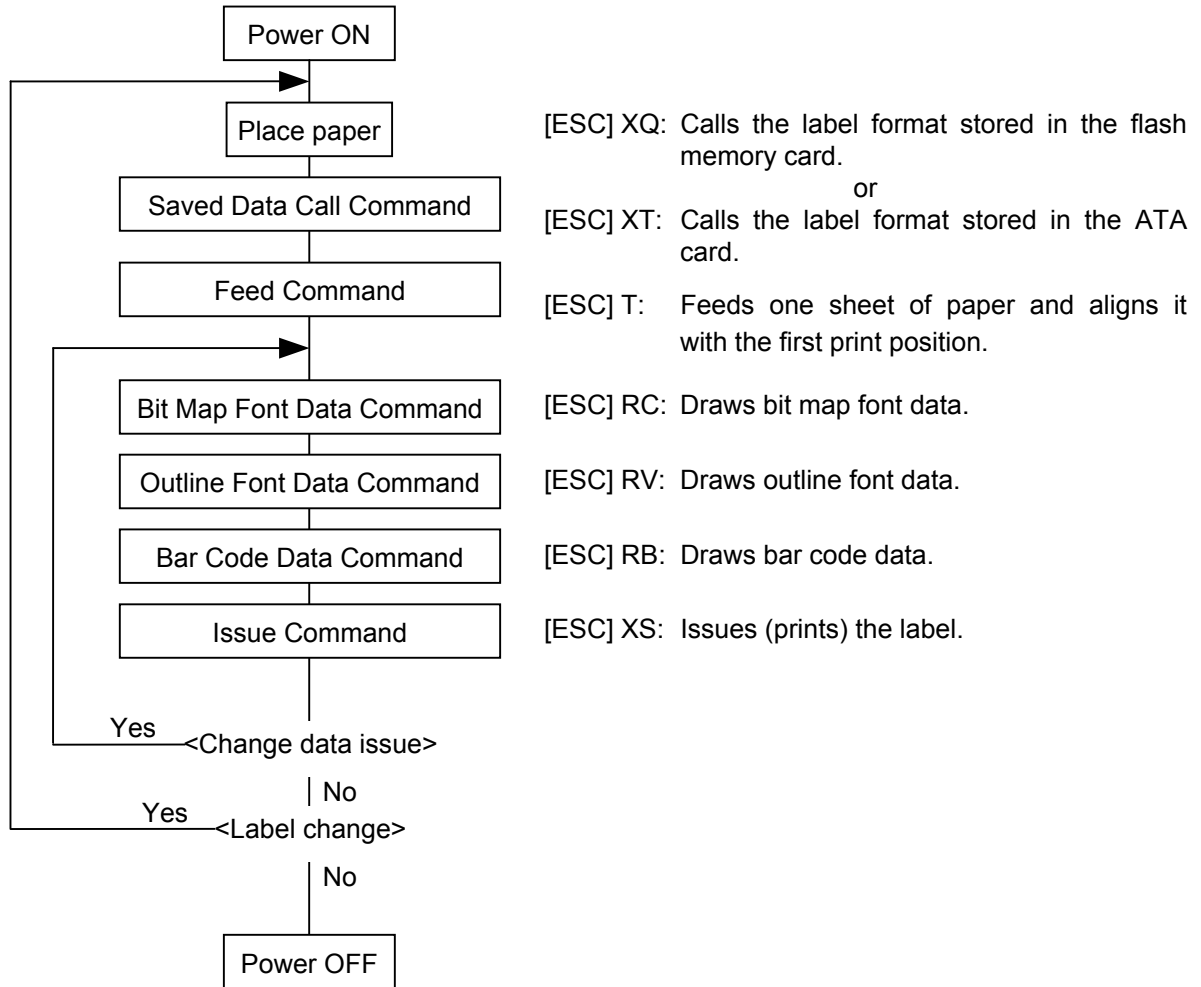 Power ON
Place paper
[ESC] XQ: Calls the label format stored in the flash
memory card.
or
Saved Data Call Command
[ESC] XT: Calls the label format stored in the ATA
card.
Feed Command
[ESC] T: Feeds one sheet of paper and aligns it
with the first print position.
Bit Map Font Data Command
[ESC] RC: Draws bit map font data.
Outline Font Data Command
[ESC] RV: Draws outline font data.
Bar Code Data Command
[ESC] RB: Draws bar code data.
Issue Command
[ESC] XS: Issues (prints) the label.
Yes
<Change data issue>
No
Yes
<Label change>
No
Power OFF